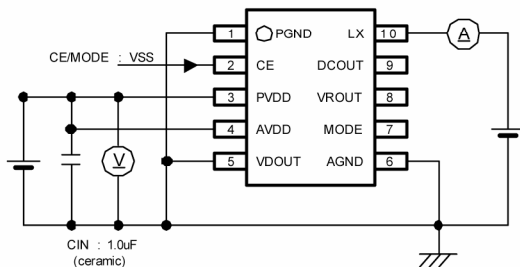 1 PGND LX 10
CE/MODE : VSS 2 CE DCOUT 9
3 PVDD VROUT 8
4 AVDD MODE 7
5 VDOUT AGND 6
A
V
CIN : 1.0uF
(ceramic)